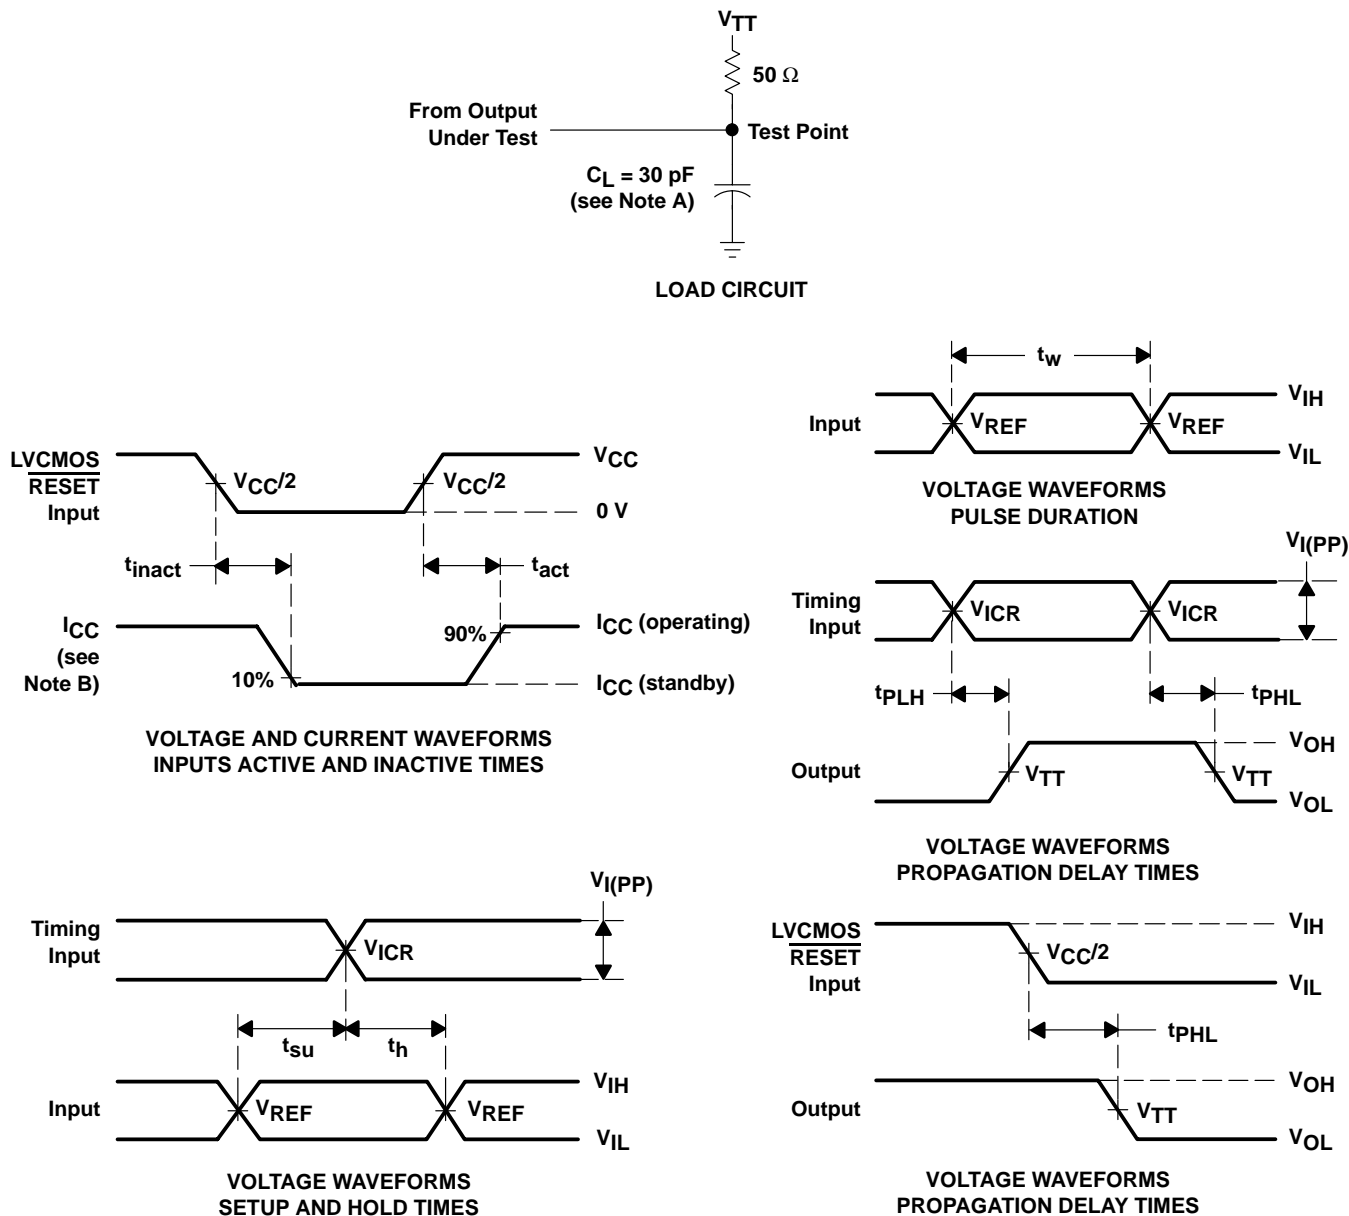 VTT
50 Ω
From Output
Under Test
Test Point
CL = 30 pF
(see Note A)
LOAD CIRCUIT
LVCMOS
RESET
Input
VCC/2
VCC/2
VCC
0 V
tinact
tact
ICC
(see
Note B)
10%
90%
ICC (operating)
ICC (standby)
VOLTAGE AND CURRENT WAVEFORMS
INPUTS ACTIVE AND INACTIVE TIMES
tw
Input
VREF
VREF
VIH
VIL
VOLTAGE WAVEFORMS
PULSE DURATION
VI(PP)
Timing
Input
VICR
VICR
tPLH
tPHL
Output
VTT
VTT
VOH
VOL
VOLTAGE WAVEFORMS
PROPAGATION DELAY TIMES
VI(PP)
Timing
Input
VICR
tsu
th
Input
VREF
VREF
VIH
VIL
VOLTAGE WAVEFORMS
SETUP AND HOLD TIMES
LVCMOS
RESET
Input
VCC/2
VIH
VIL
tPHL
Output
VTT
VOH
VOL
VOLTAGE WAVEFORMS
PROPAGATION DELAY TIMES